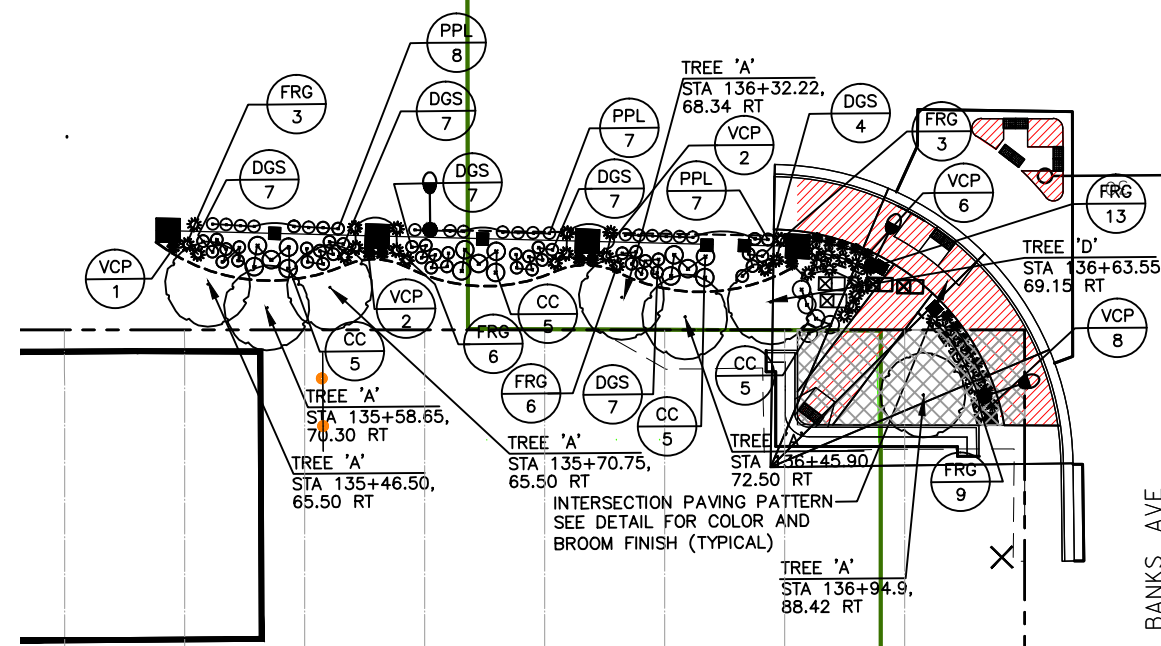 PPL
8
FRG
3
DGS
7
TREE 'A'
STA 136+32.22,
68.34 RT
DGS
4
FRG
3
PPL
7
VCP
2
DGS
7
DGS
7
DGS
7
PPL
7
VCP
6
FRG
13
VCP
1
VCP
2
CC
5
FRG
6
CC
5
TREE 'D'
STA 136+63.55
69.15 RT
VCP
8
FRG
6
DGS
7
CC
5
CC
5
TREE 'A'
STA 135+58.65,
70.30 RT
TREE 'A'
STA 135+46.50,
65.50 RT
TREE 'A'
STA 135+70.75,
65.50 RT
TREE 'A'
STA 136+45.90
72.50 RT
FRG
9
INTERSECTION PAVING PATTERN
SEE DETAIL FOR COLOR AND
BROOM FINISH (TYPICAL)
TREE 'A'
STA 136+94.9,
88.42 RT
BANKS AVE